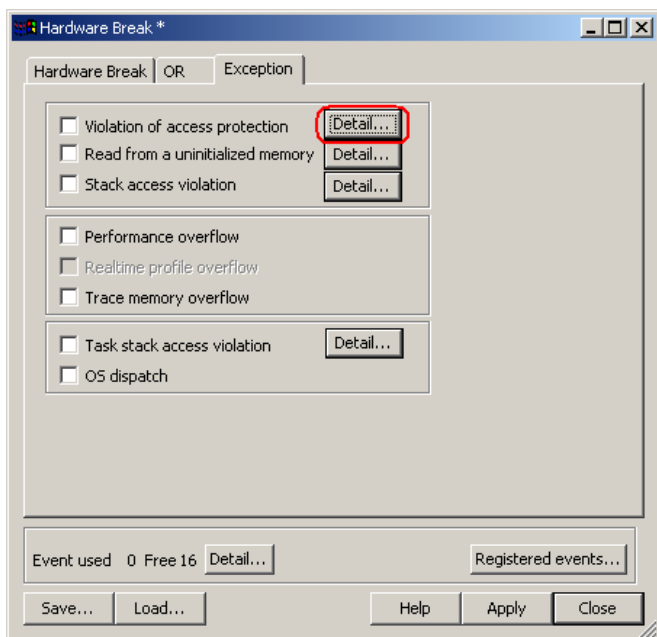 Hardware Break *
Hardware Break OR Exception
Violation of access protection Detail...
Read from a uninitialized memory Detail...
Stack access violation Detail...
Performance overflow
Realtime profile overflow
Trace memory overflow
Task stack access violation Detail...
OS dispatch
Event used 0 Free 16 Detail... Registered events...
Save... Load... Help Apply Close